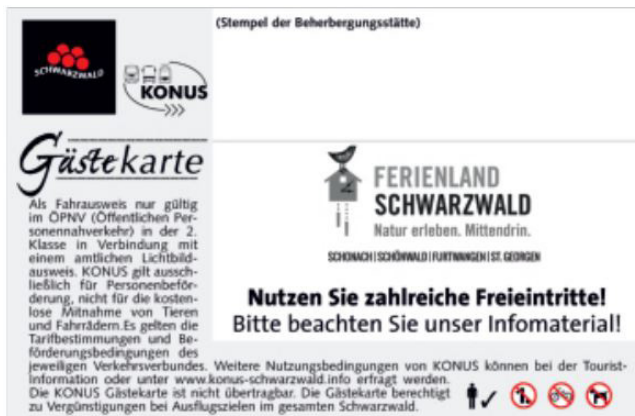 (Stempel der Beherbergungsstätte)
SCHWARZWALD
KONUS
Gästekarte
Als Fahrausweis nur gültig
im ÖPNV (Öffentlichen Per-
sonennahverkehr) in der 2.
Klasse in Verbindung mit
einem amtlichen Lichtbild-
ausweis. KONUS gilt aussch-
ließlich für Personenbeför-
derung, nicht für die kosten-
lose Mitnahme von Tieren
und Fahrrädern.Es gelten die
Tarifbestimmungen und Be-
förderungsbedingungen des
jeweiligen Verkehrsverbundes. Weitere Nutzungsbedingungen von KONUS können bei der Tourist-
Information oder unter www.konus-schwarzwald.info erfragt werden.
Die KONUS Gästekarte ist nicht übertragbar. Die Gästekarte berechtigt
zu Vergünstigungen bei Ausflugszielen im gesamten Schwarzwald.
FERIENLAND
SCHWARZWALD
Natur erleben. Mittendrin.
SCHONACH | SCHÖNWALD | FURTWANGEN | ST. GEORGEN
Nutzen Sie zahlreiche Freieintritte!
Bitte beachten Sie unser Infomaterial!